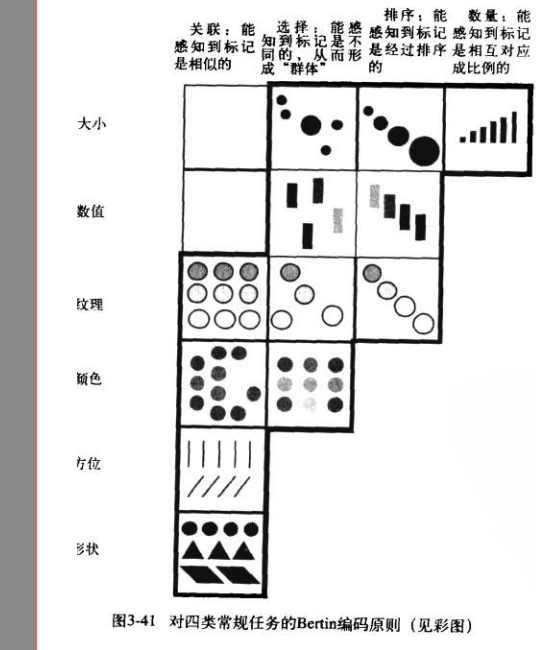 关联：能
感知到标记
是相似的
选择：能感
知到标记是不
同的，从而形
成“群体”
排序：能
感知到标记
是经过排序
的
数量：能
感知到标记
是相互对应
成比例的
大小
数值
纹理
颜色
方位
形状
图3-41 对四类常规任务的Bertin编码原则（见彩图）